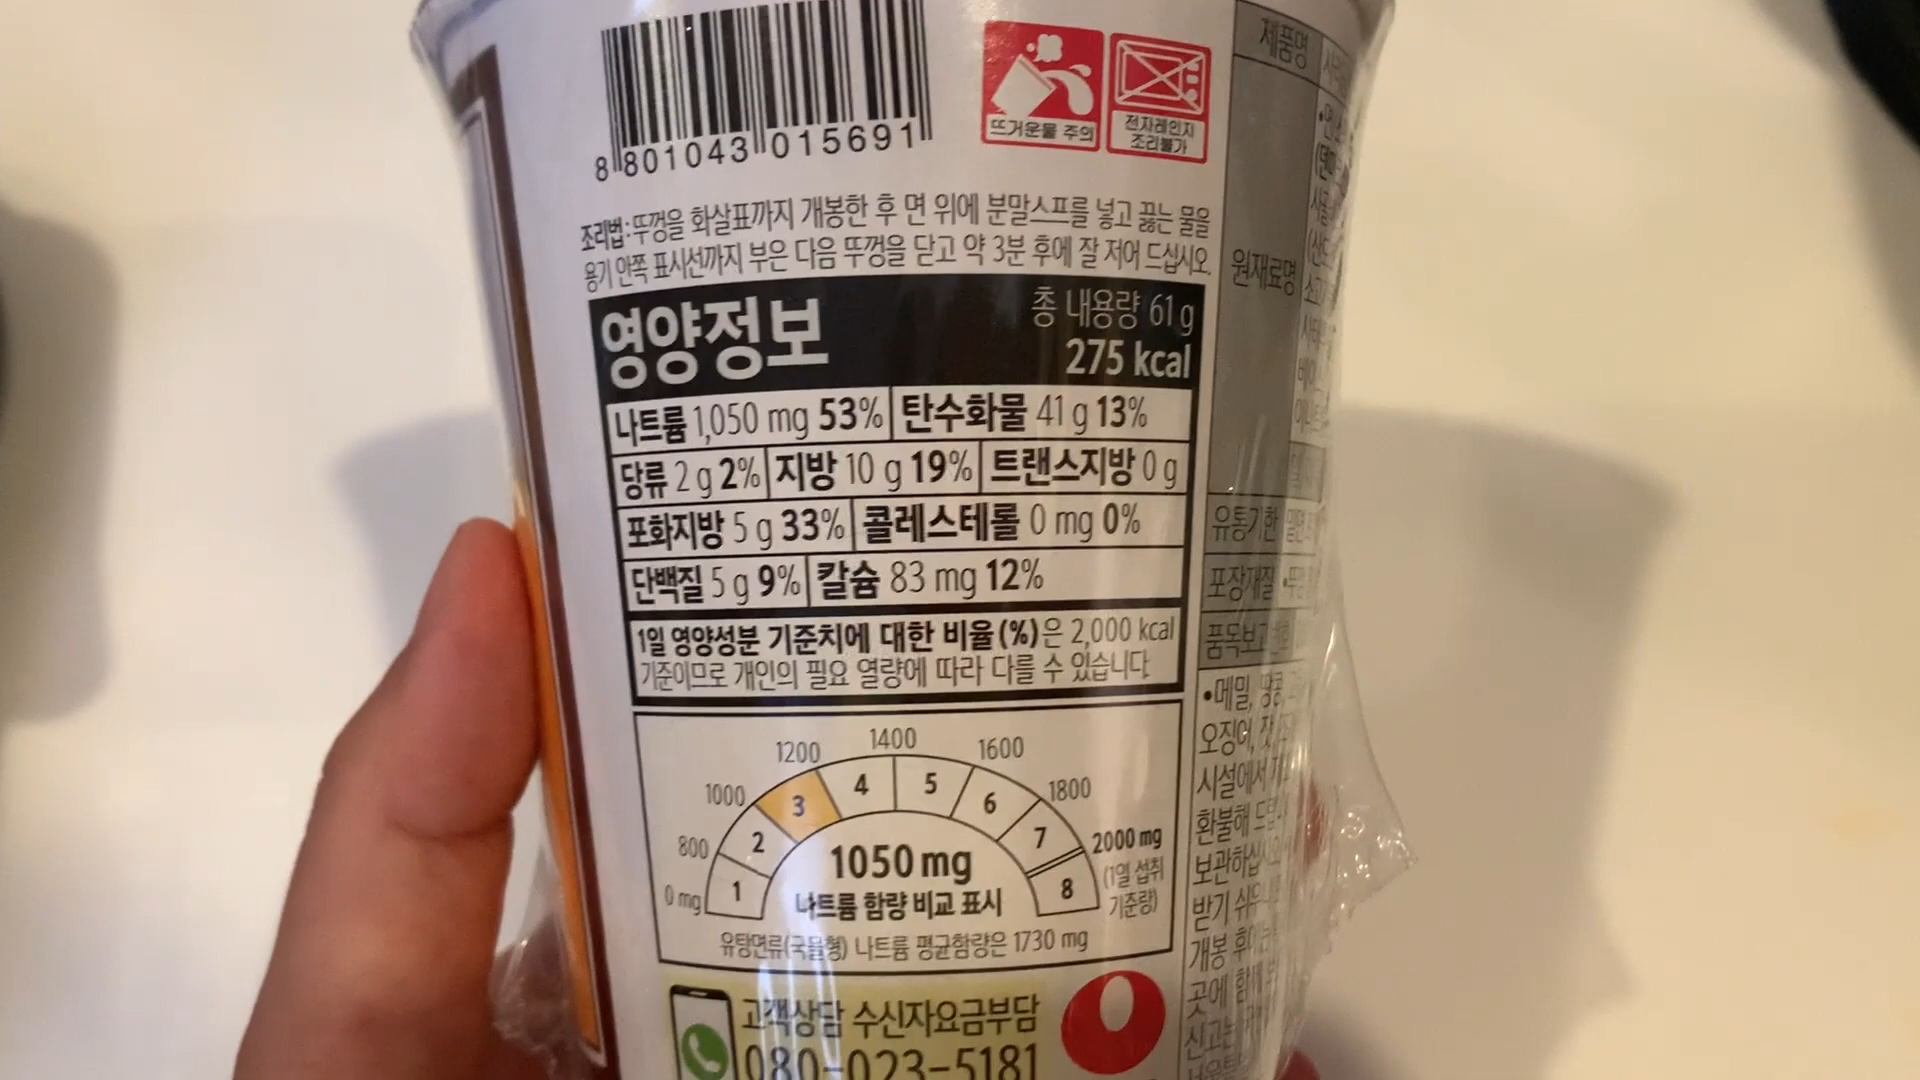 8 801043 015691
뜨거운물 주의
전자레인지
조리불가
조리법:뚜껑을 화살표까지 개봉한 후 면 위에 분말스프를 넣고 끓는 물을
용기 안쪽 표시선까지 부은 다음 뚜껑을 닫고 약 3분 후에 잘 저어 드십시오.
영양정보
총 내용량 61 g
275 kcal
나트륨 1,050 mg 53% 탄수화물 41 g 13%
당류 2 g 2% 지방 10 g 19% 트랜스지방 0 g
포화지방 5 g 33% 콜레스테롤 0 mg 0%
단백질 5 g 9% 칼슘 83 mg 12%
1일 영양성분 기준치에 대한 비율(%)은 2,000 kcal
기준이므로 개인의 필요 열량에 따라 다를 수 있습니다.
0 mg 800 1000 1200 1400 1600 1800 2000 mg
(1일 섭취
기준량)
1 2 3 4 5 6 7 8
1050 mg
나트륨 함량 비교 표시
유탕면류(국물형) 나트륨 평균함량은 1730 mg
고객상담 수신자요금부담
080-023-5181
제품명
원재료명
유통기한
포장재질
•메밀, 땅콩,
오징어, 잣,
시설에서
환불해
받기
개봉
곳에